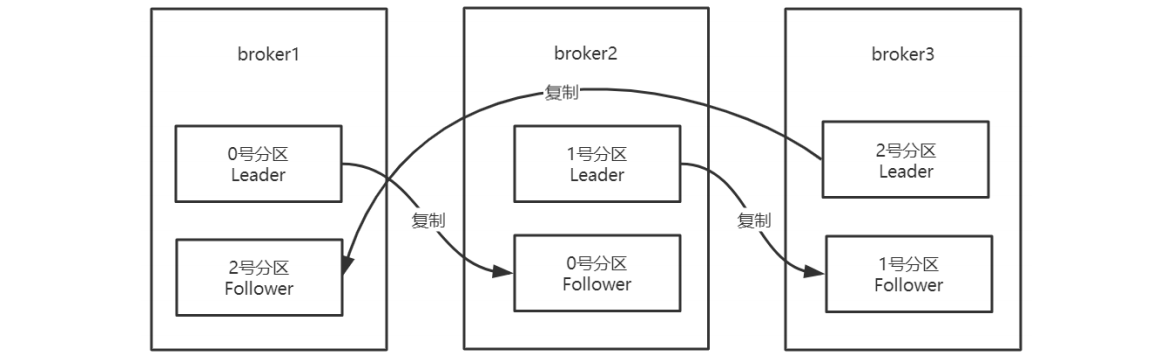 broker1
broker2
broker3
复制
0号分区
Leader
1号分区
Leader
2号分区
Leader
复制
复制
2号分区
Follower
0号分区
Follower
1号分区
Follower